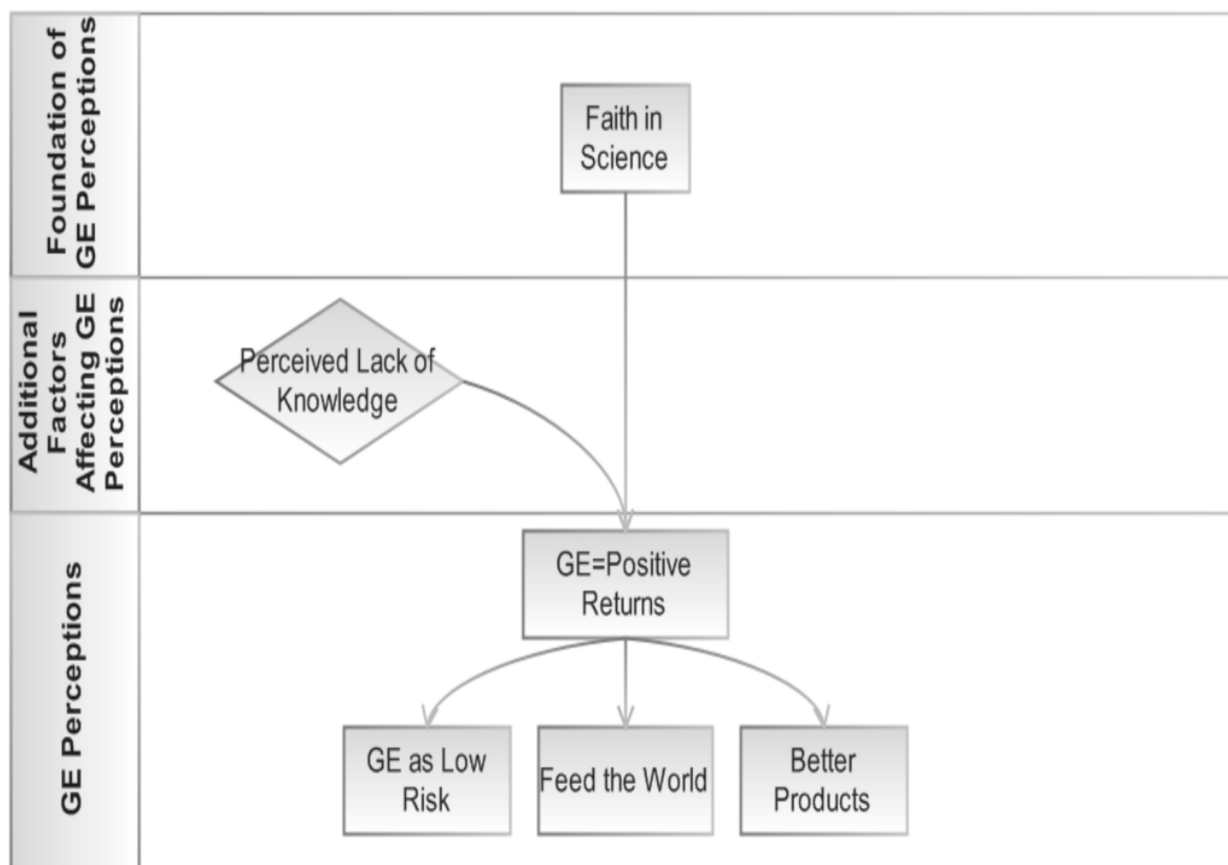 Foundation of
GE Perceptions
Faith in
Science
Additional
Factors
Affecting GE
Perceptions
Perceived Lack of
Knowledge
GE Perceptions
GE=Positive
Returns
GE as Low
Risk
Feed the World
Better
Products